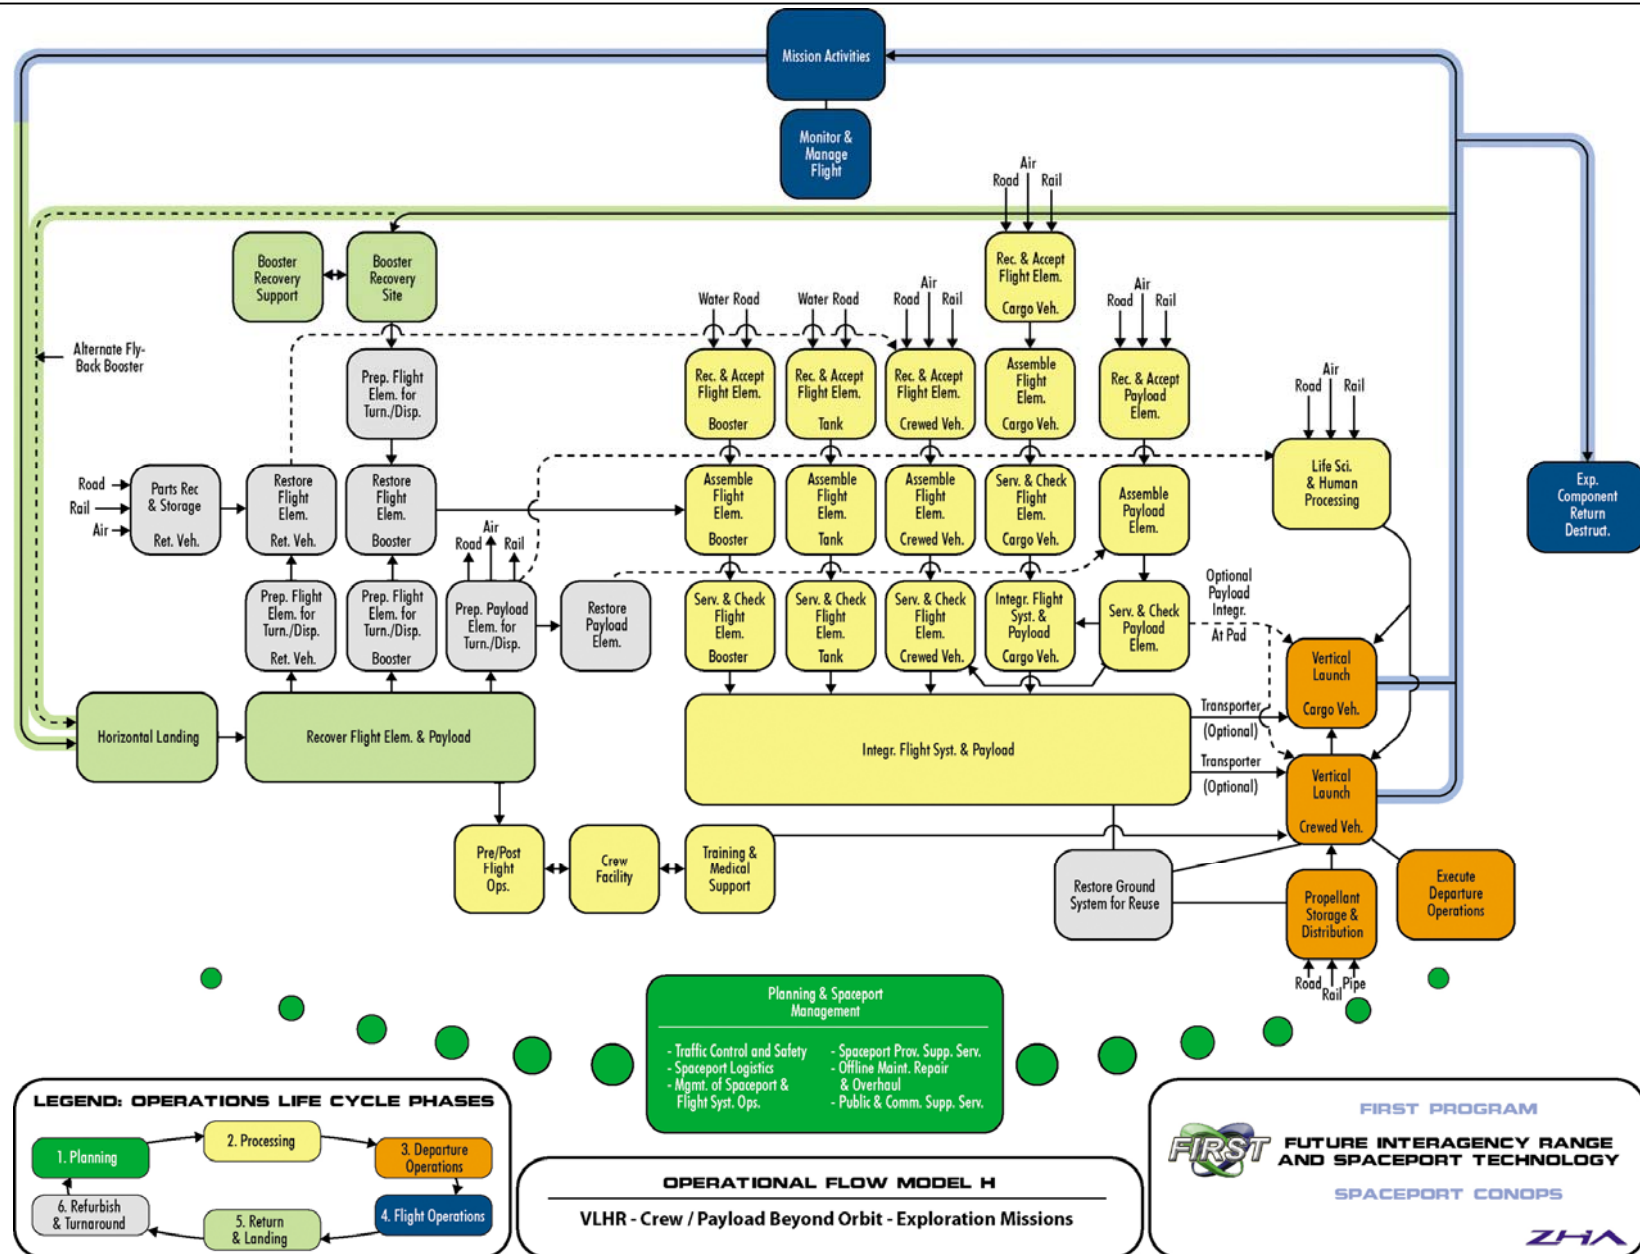 Mission Activities
Monitor &
Manage
Flight
Air
Road
Rail
Booster
Recovery
Support
Booster
Recovery
Site
Rec. & Accept
Flight Elem.
Cargo Veh.
Alternate Fly-
Back Booster
Water Road
Water Road
Air
Road
Rail
Air
Road
Rail
Prep. Flight
Elem. for
Turn./Disp.
Rec. & Accept
Flight Elem.
Booster
Rec. & Accept
Flight Elem.
Tank
Rec. & Accept
Flight Elem.
Crewed Veh.
Assemble
Flight
Elem.
Cargo Veh.
Rec. & Accept
Payload
Elem.
Air
Road
Rail
Road
Rail
Air
Parts Rec
& Storage
Ret. Veh.
Restore
Flight
Elem.
Ret. Veh.
Restore
Flight
Elem.
Booster
Assemble
Flight
Elem.
Booster
Assemble
Flight
Elem.
Tank
Assemble
Flight
Elem.
Crewed Veh.
Serv. & Check
Flight
Elem.
Cargo Veh.
Assemble
Payload
Elem.
Life Sci.
& Human
Processing
Exp.
Component
Return
Destruct.
Air
Road
Rail
Prep. Flight
Elem. for
Turn./Disp.
Ret. Veh.
Prep. Flight
Elem. for
Turn./Disp.
Booster
Prep. Payload
Elem. for
Turn./Disp.
Restore
Payload
Elem.
Serv. & Check
Flight
Elem.
Booster
Serv. & Check
Flight
Elem.
Tank
Serv. & Check
Flight
Elem.
Crewed Veh.
Integr. Flight
Syst. &
Payload
Cargo Veh.
Serv. & Check
Payload
Elem.
Optional
Payload
Integr.
At Pad
Vertical
Launch
Cargo Veh.
Horizontal Landing
Recover Flight Elem. & Payload
Integr. Flight Syst. & Payload
Transporter
(Optional)
Transporter
(Optional)
Vertical
Launch
Crewed Veh.
Pre/Post
Flight
Ops.
Crew
Facility
Training &
Medical
Support
Restore Ground
System for Reuse
Propellant
Storage &
Distribution
Execute
Departure
Operations
Road
Rail
Pipe
Planning & Spaceport
Management
- Traffic Control and Safety
- Spaceport Logistics
- Mgmt. of Spaceport &
Flight Syst. Ops.
- Spaceport Prov. Supp. Serv.
- Offline Maint. Repair
& Overhaul
- Public & Comm. Supp. Serv.
LEGEND: OPERATIONS LIFE CYCLE PHASES
1. Planning
2. Processing
3. Departure
Operations
4. Flight Operations
5. Return
& Landing
6. Refurbish
& Turnaround
OPERATIONAL FLOW MODEL H
VLHR - Crew / Payload Beyond Orbit - Exploration Missions
FIRST PROGRAM
FIRST
FUTURE INTERAGENCY RANGE
AND SPACEPORT TECHNOLOGY
SPACEPORT CONOPS
ZHA